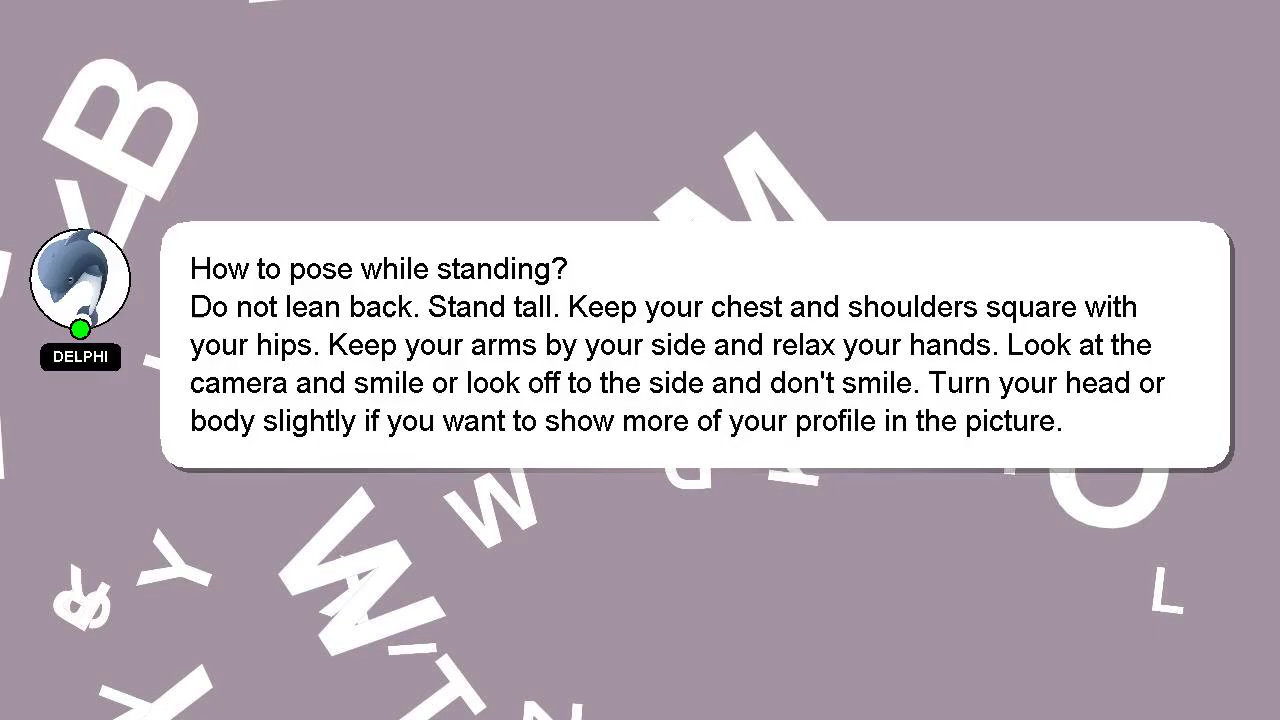 How to pose while standing?
Do not lean back. Stand tall. Keep your chest and shoulders square with
your hips. Keep your arms by your side and relax your hands. Look at the
camera and smile or look off to the side and don't smile. Turn your head or
body slightly if you want to show more of your profile in the picture.
DELPHI
B
M
W
D
O
Y
R
W
L
T
Z
Y